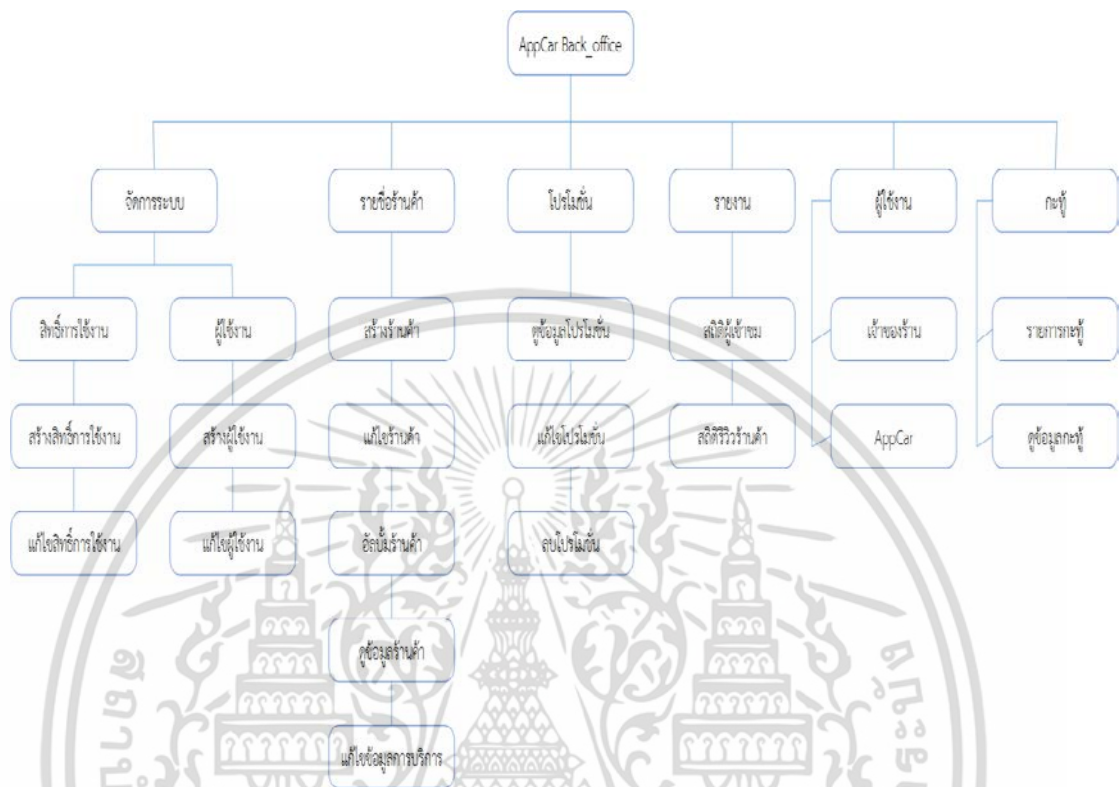 AppCar Back_office
จัดการระบบ
รายชื่อร้านค้า
โปรโมชั่น
รายงาน
ผู้ใช้งาน
กะทู้
สิทธิ์การใช้งาน
ผู้ใช้งาน
สร้างร้านค้า
ดูข้อมูลโปรโมชั่น
สถิติผู้เข้าชม
เจ้าของร้าน
รายการกะทู้
สร้างสิทธิ์การใช้งาน
สร้างผู้ใช้งาน
แก้ไขร้านค้า
แก้ไขโปรโมชั่น
สถิติรีวิวร้านค้า
AppCar
ดูข้อมูลกะทู้
แก้ไขสิทธิ์การใช้งาน
แก้ไขผู้ใช้งาน
อัลบั้มร้านค้า
ลบโปรโมชั่น
ดูข้อมูลร้านค้า
แก้ไขข้อมูลการบริการ